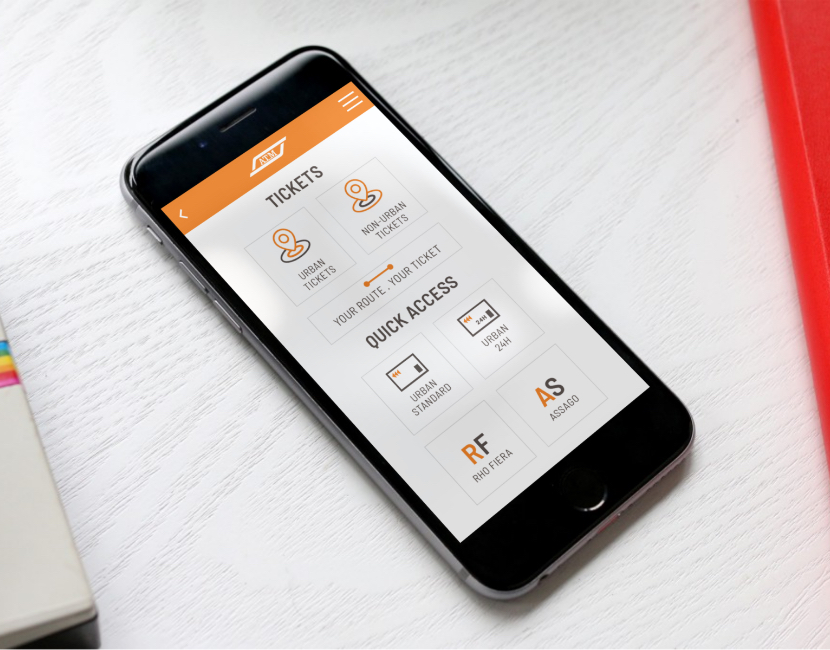 ATM
TICKETS
URBAN
TICKETS
NON-URBAN
TICKETS
YOUR ROUTE . YOUR TICKET
QUICK ACCESS
URBAN
STANDARD
24H
URBAN
24H
RF
RHO FIERA
AS
ASSAGO